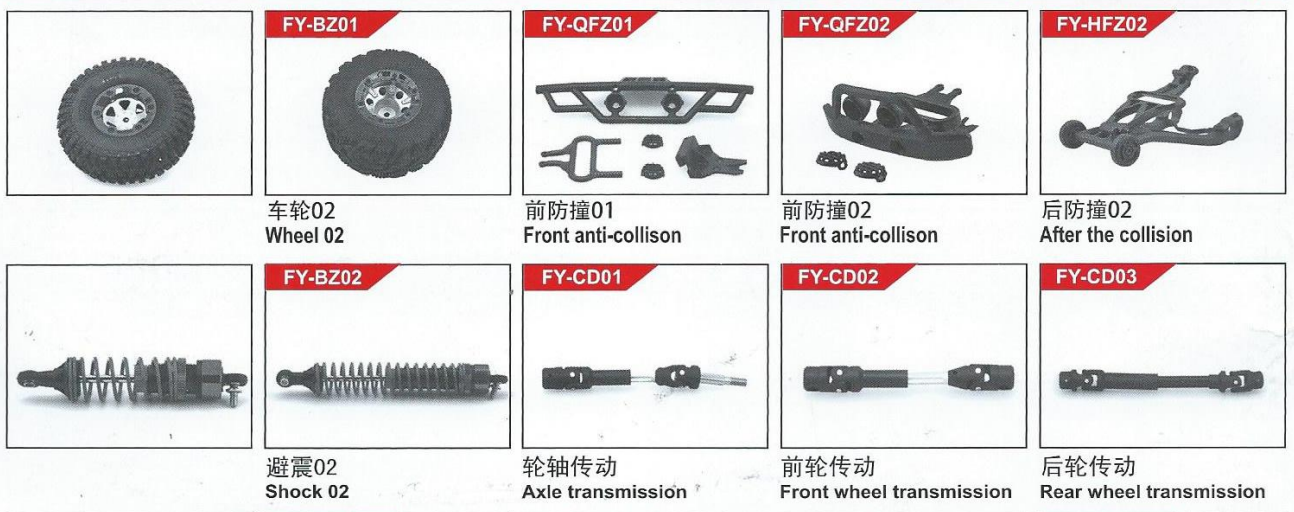 FY-BZ01
FY-QFZ01
FY-QFZ02
FY-HFZ02
车轮02
Wheel 02
前防撞01
Front anti-collison
前防撞02
Front anti-collison
后防撞02
After the collision
FY-BZ02
FY-CD01
FY-CD02
FY-CD03
避震02
Shock 02
轮轴传动
Axle transmission
前轮传动
Front wheel transmission
后轮传动
Rear wheel transmission